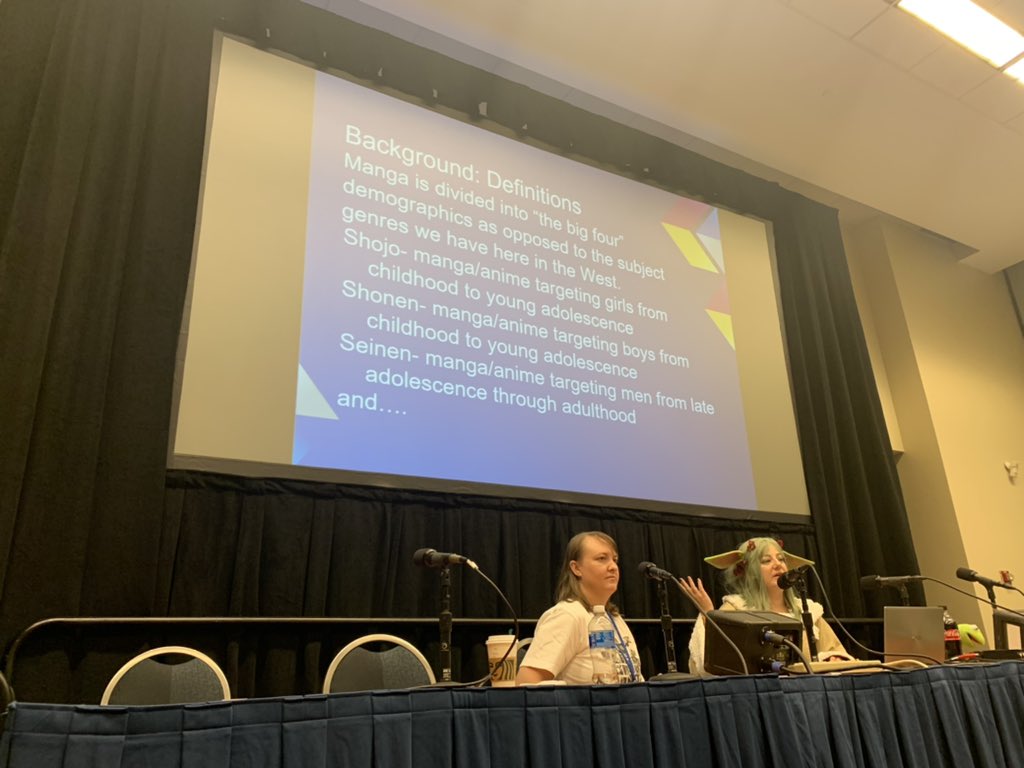 Background: Definitions
Manga is divided into “the big four”
demographics as opposed to the subject
genres we have here in the West.
Shojo- manga/anime targeting girls from
childhood to young adolescence
Shonen- manga/anime targeting boys from
childhood to young adolescence
Seinen- manga/anime targeting men from late
adolescence through adulthood
and….